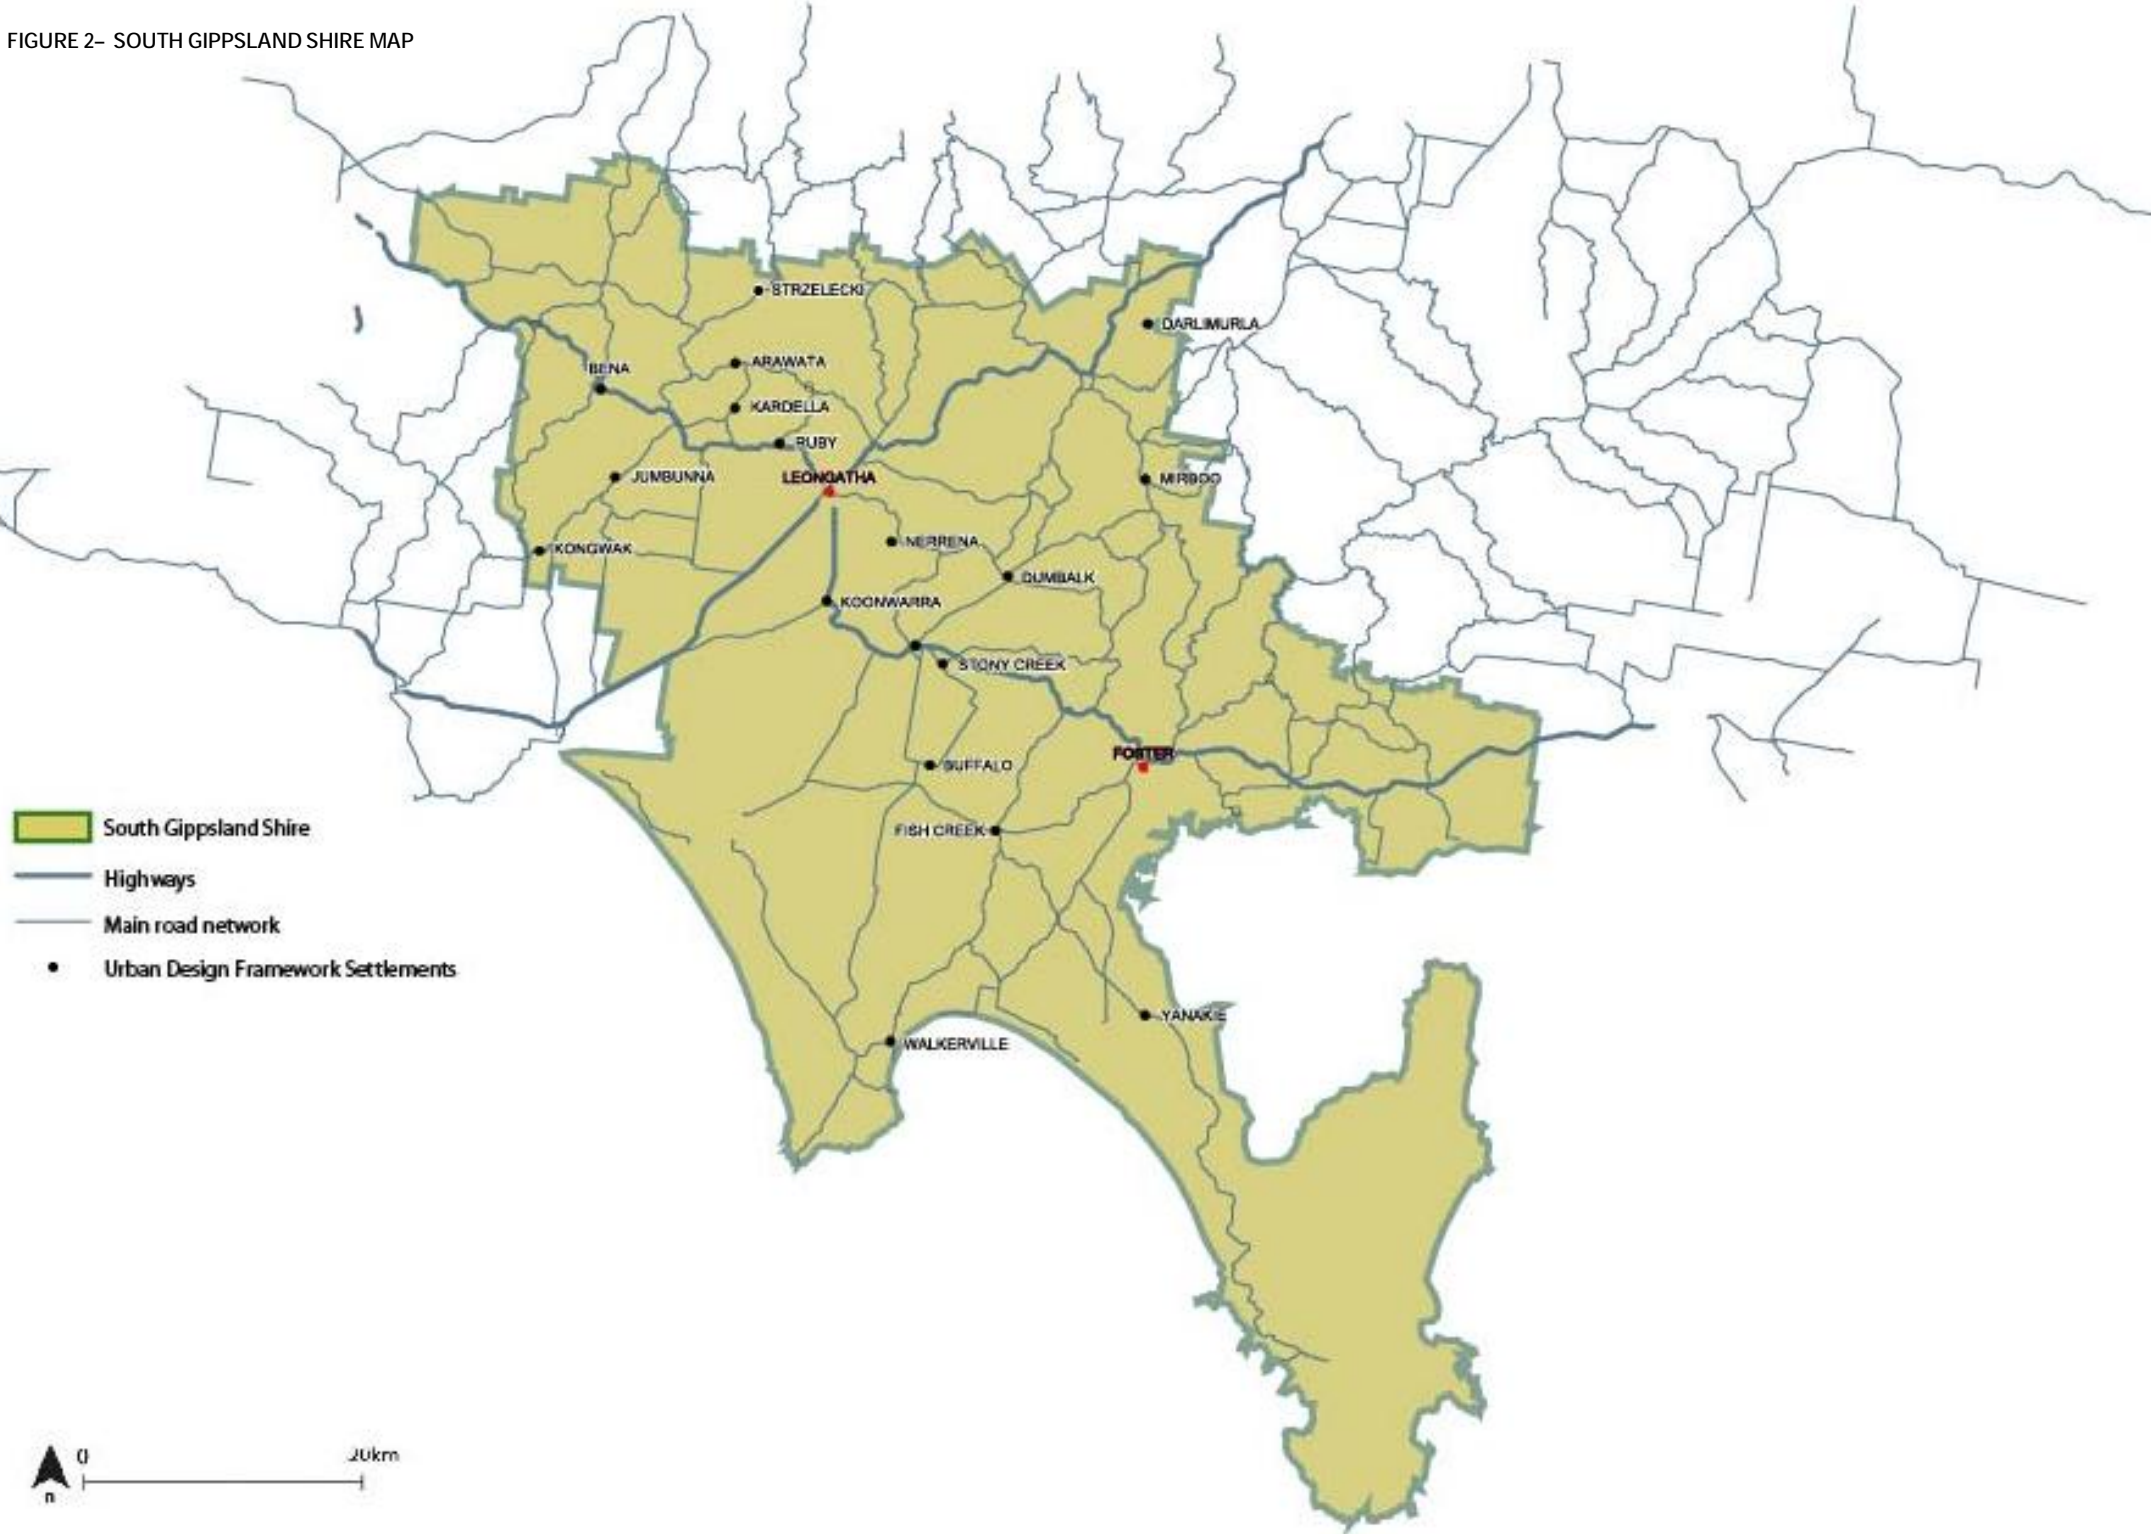 FIGURE 2– SOUTH GIPPSLAND SHIRE MAP
STRZELECKI
DARLIMURLA
ARAWATA
BENA
KARDELLA
RUBY
LEONGATHA
JUMBUNNA
MIRBOO
NERRENA
KONGWAK
DUMBALK
KOONWARRA
STONY CREEK
FOSTER
BUFFALO
South Gippsland Shire
FISH CREEK
Highways
Main road network
Urban Design Framework Settlements
YANAKIE
WALKERVILLE
0
20km
n